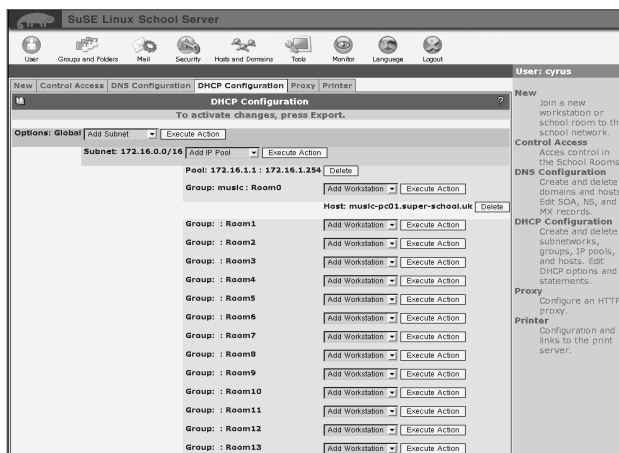 SuSE Linux School Server
User
Groups and Folders
Mail
Security
Hosts and Domains
Tools
Monitor
Language
Logout
User: cyrus
New
Control Access
DNS Configuration
DHCP Configuration
Proxy
Printer
DHCP Configuration
?
To activate changes, press Export.
Options: Global Add Subnet Execute Action
Subnet: 172.16.0.0/16 Add IP Pool Execute Action
Pool: 172.16.1.1 : 172.16.1.254 Delete
Group: music : Room0 Add Workstation Execute Action
Host: music-pc01.super-school.uk Delete
Group: : Room1 Add Workstation Execute Action
Group: : Room2 Add Workstation Execute Action
Group: : Room3 Add Workstation Execute Action
Group: : Room4 Add Workstation Execute Action
Group: : Room5 Add Workstation Execute Action
Group: : Room6 Add Workstation Execute Action
Group: : Room7 Add Workstation Execute Action
Group: : Room8 Add Workstation Execute Action
Group: : Room9 Add Workstation Execute Action
Group: : Room10 Add Workstation Execute Action
Group: : Room11 Add Workstation Execute Action
Group: : Room12 Add Workstation Execute Action
Group: : Room13 Add Workstation Execute Action
New
Join a new
workstation or
school room to th
school network.
Control Access
Acces control in
the School Rooms
DNS Configuration
Create and delete
domains and hosts
Edit SOA, NS, and
MX records.
DHCP Configuration
Create and delete
subnetworks,
groups, IP pools,
and hosts. Edit
DHCP options and
statements.
Proxy
Configure an HTTP
proxy.
Printer
Configuration and
links to the print
server.